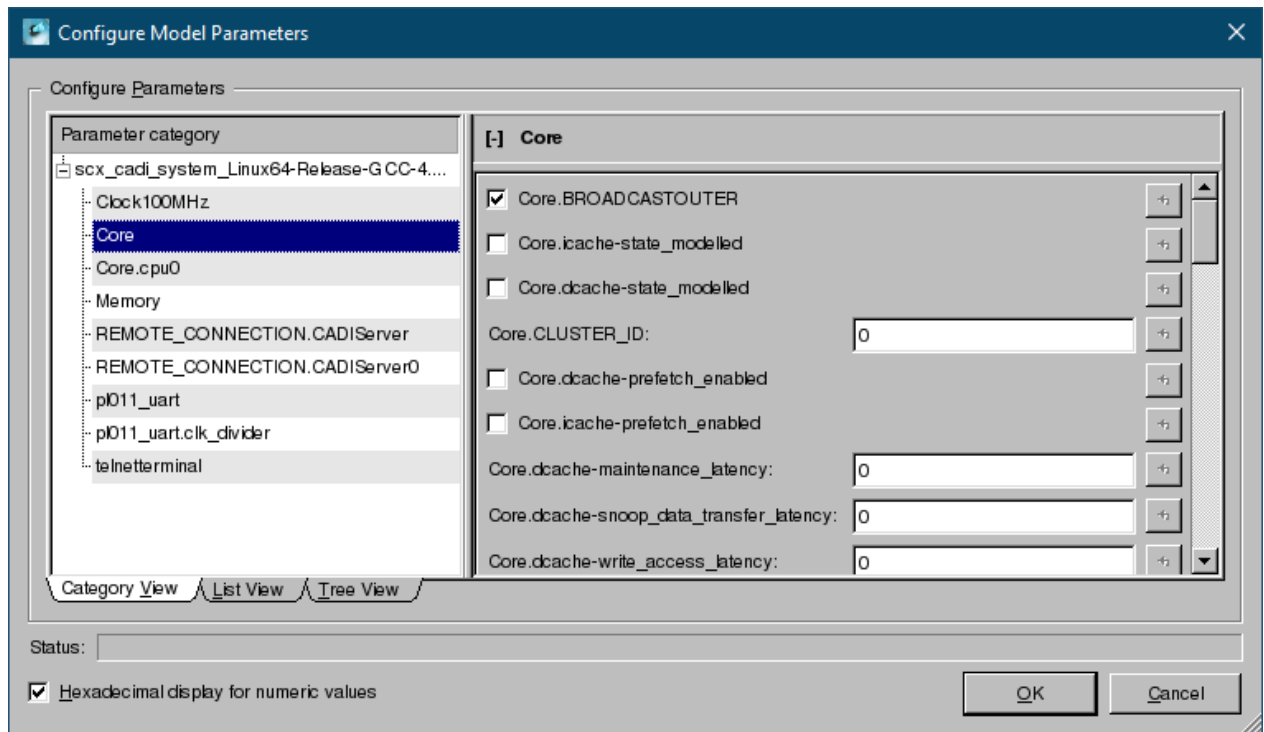 Configure Model Parameters
Configure Parameters
Parameter category
scx_cadi_system_Linux64-Release-GCC-4....
Clock100MHz
Core
Core.cpu0
Memory
REMOTE_CONNECTION.CADIServer
REMOTE_CONNECTION.CADIServer0
pl011_uart
pl011_uart.clk_divider
telnetterminal
[-] Core
Core.BROADCASTOUTER
Core.icache-state_modelled
Core.dcache-state_modelled
Core.CLUSTER_ID: 0
Core.dcache-prefetch_enabled
Core.icache-prefetch_enabled
Core.dcache-maintenance_latency: 0
Core.dcache-snoop_data_transfer_latency: 0
Core.dcache-write_access_latency: 0
Category View List View Tree View
Status:
Hexadecimal display for numeric values
OK Cancel